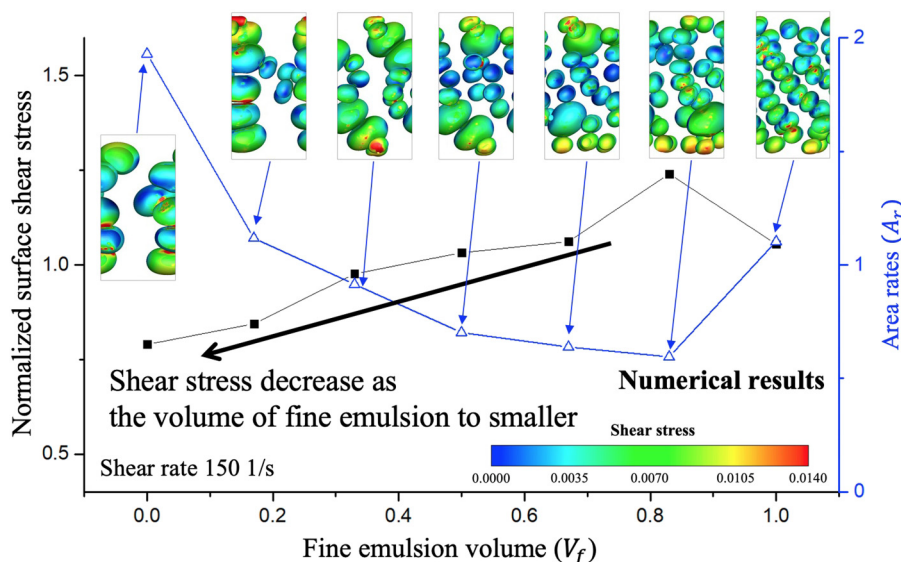 Normalized surface shear stress
1.5
1.0
0.5
2
1
0
Area rates (A_r)
Shear stress decrease as
the volume of fine emulsion to smaller
Numerical results
Shear stress
0.0000 0.0035 0.0070 0.0105 0.0140
Shear rate 150 1/s
0.0 0.2 0.4 0.6 0.8 1.0
Fine emulsion volume (V_f)